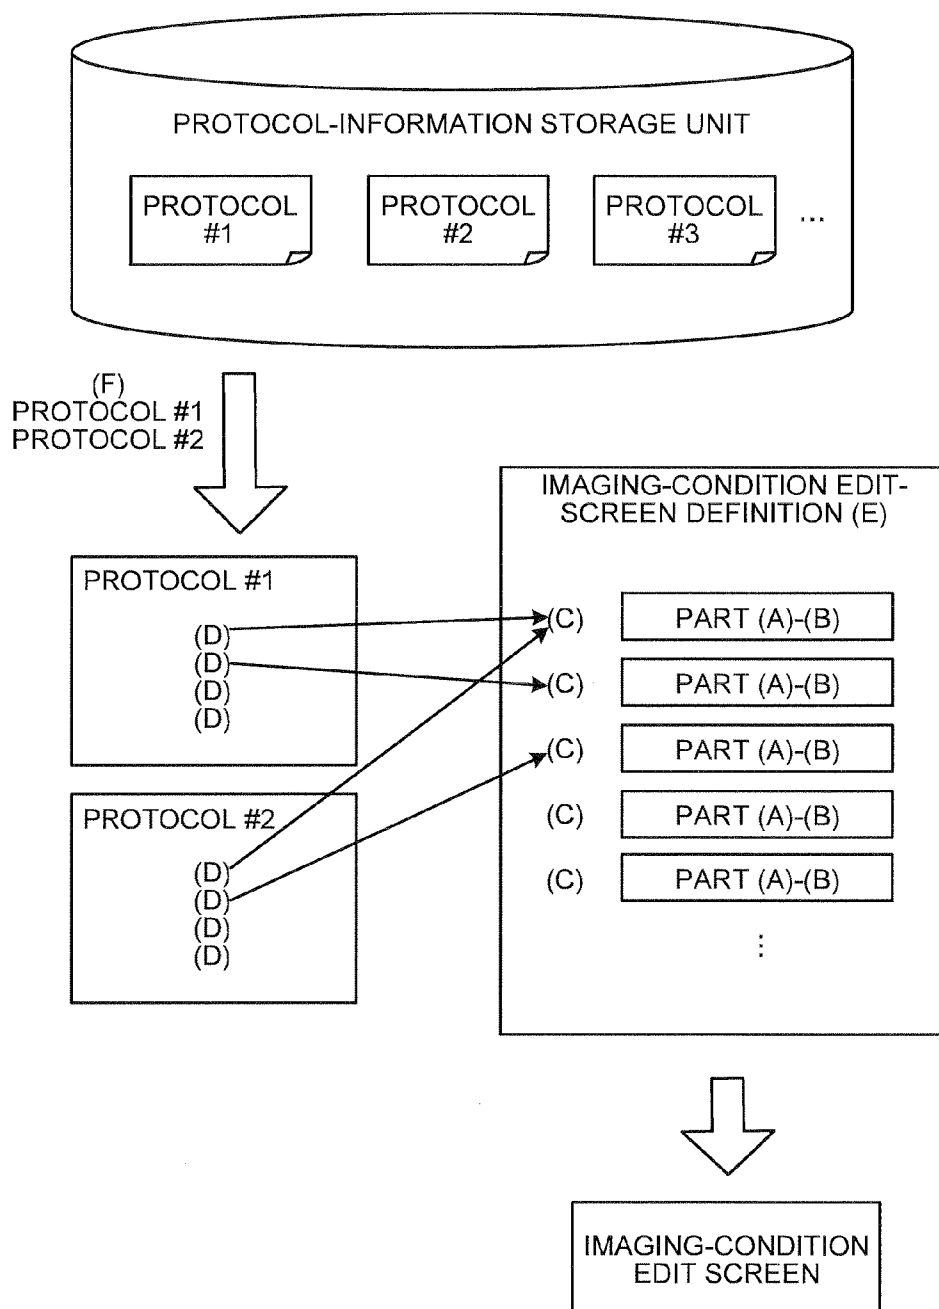 PROTOCOL-INFORMATION STORAGE UNIT
PROTOCOL
#1
PROTOCOL
#2
PROTOCOL
#3
...
(F)
PROTOCOL #1
PROTOCOL #2
IMAGING-CONDITION EDIT-
SCREEN DEFINITION (E)
PROTOCOL #1
(D)
(D)
(D)
(D)
PROTOCOL #2
(D)
(D)
(D)
(D)
(C) PART (A)-(B)
(C) PART (A)-(B)
(C) PART (A)-(B)
(C) PART (A)-(B)
(C) PART (A)-(B)
⋮
IMAGING-CONDITION
EDIT SCREEN